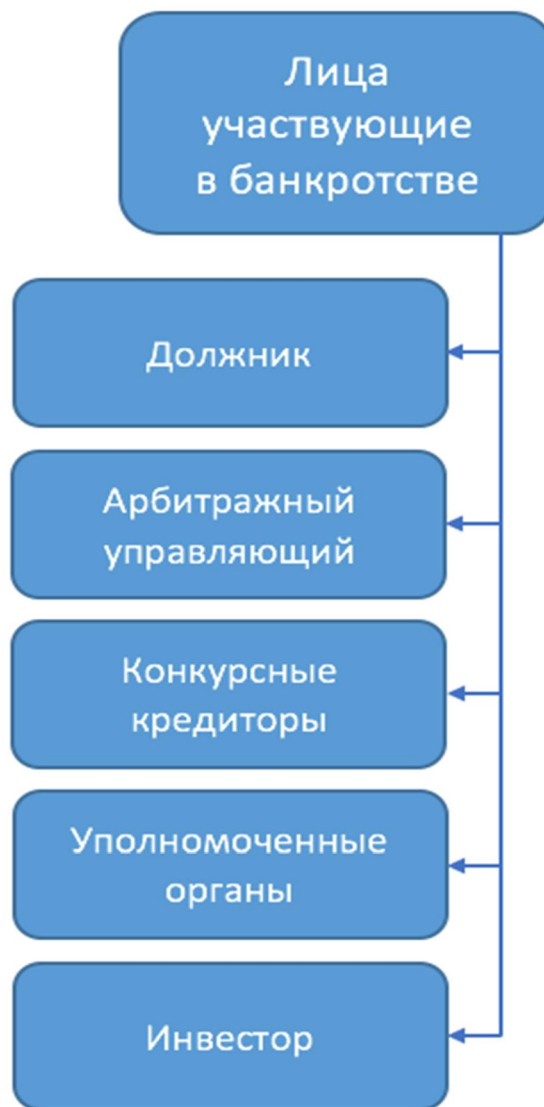 Лица
участвующие
в банкротстве
Должник
Арбитражный
управляющий
Конкурсные
кредиторы
Уполномоченные
органы
Инвестор